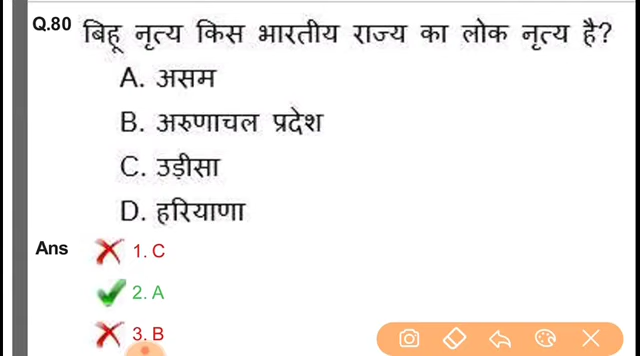 Q.80 बिहू नृत्य किस भारतीय राज्य का लोक नृत्य है?
A. असम
B. अरुणाचल प्रदेश
C. उड़ीसा
D. हरियाणा
Ans 1. C
2. A
3. B